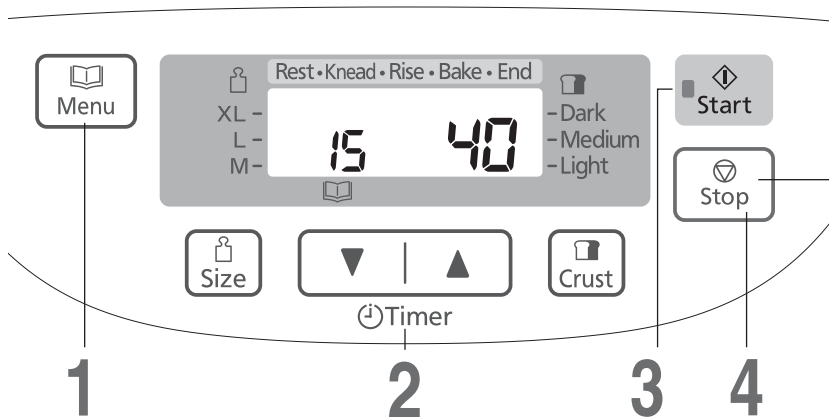 Menu
Rest • Knead • Rise • Bake • End
XL –
L –
M –
15 40
– Dark
– Medium
– Light
Start
Stop
Size
Timer
Crust
1
2
3
4